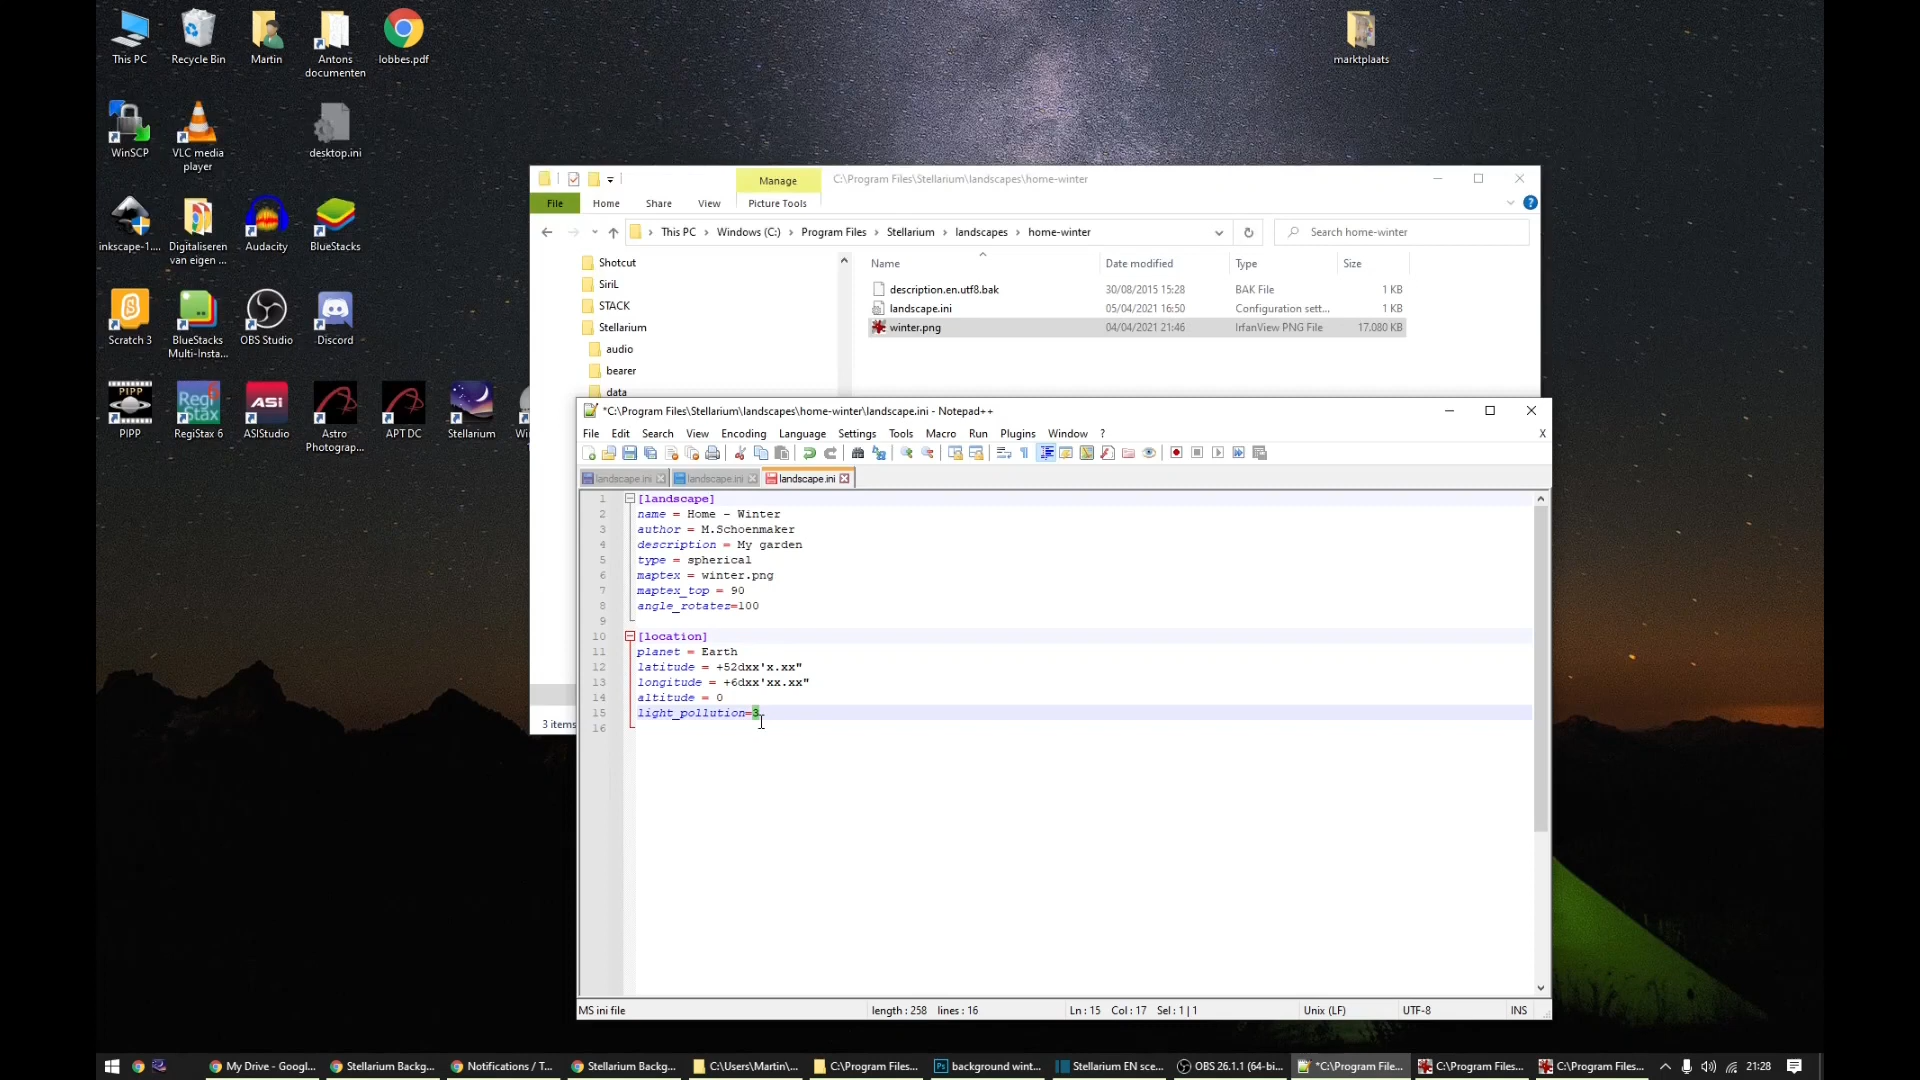 This PC
Recycle Bin
Martin
Antons documenten
lobbes.pdf
marktplaats
WinSCP
VLC media player
desktop.ini
inkscape-1....
Digitaliseren van eigen ...
Audacity
BlueStacks
Scratch 3
BlueStacks Multi-Insta...
OBS Studio
Discord
PIPP
RegiStax 6
ASIStudio
Astro Photograp...
APT DC
Stellarium
Manage
C:\Program Files\Stellarium\landscapes\home-winter
File
Home
Share
View
Picture Tools
This PC
Windows (C:)
Program Files
Stellarium
landscapes
home-winter
Search home-winter
Shotcut
SiriL
STACK
Stellarium
audio
bearer
data
Name
Date modified
Type
Size
description.en.utf8.bak 30/08/2015 15:28 BAK File 1 KB
landscape.ini 05/04/2021 16:50 Configuration sett... 1 KB
winter.png 04/04/2021 21:46 IrfanView PNG File 17.080 KB
3 items
*C:\Program Files\Stellarium\landscapes\home-winter\landscape.ini - Notepad++
File Edit Search View Encoding Language Settings Tools Macro Run Plugins Window ? X
landscape.ini landscape.ini landscape.ini
1 [landscape]
2 name = Home - Winter
3 author = M.Schoenmaker
4 description = My garden
5 type = spherical
6 maptex = winter.png
7 maptex_top = 90
8 angle_rotatez=100
9
10 [location]
11 planet = Earth
12 latitude = +52dxx'x.xx"
13 longitude = +6dxx'xx.xx"
14 altitude = 0
15 light_pollution=3
16
MS ini file length : 258 lines : 16 Ln : 15 Col : 17 Sel : 1 | 1 Unix (LF) UTF-8 INS
My Drive - Googl... Stellarium Backg... Notifications / T... Stellarium Backg... C:\Users\Martin\... C:\Program Files... background wint... Stellarium EN sce... OBS 26.1.1 (64-bi... *C:\Program File... C:\Program Files... C:\Program Files... 21:28